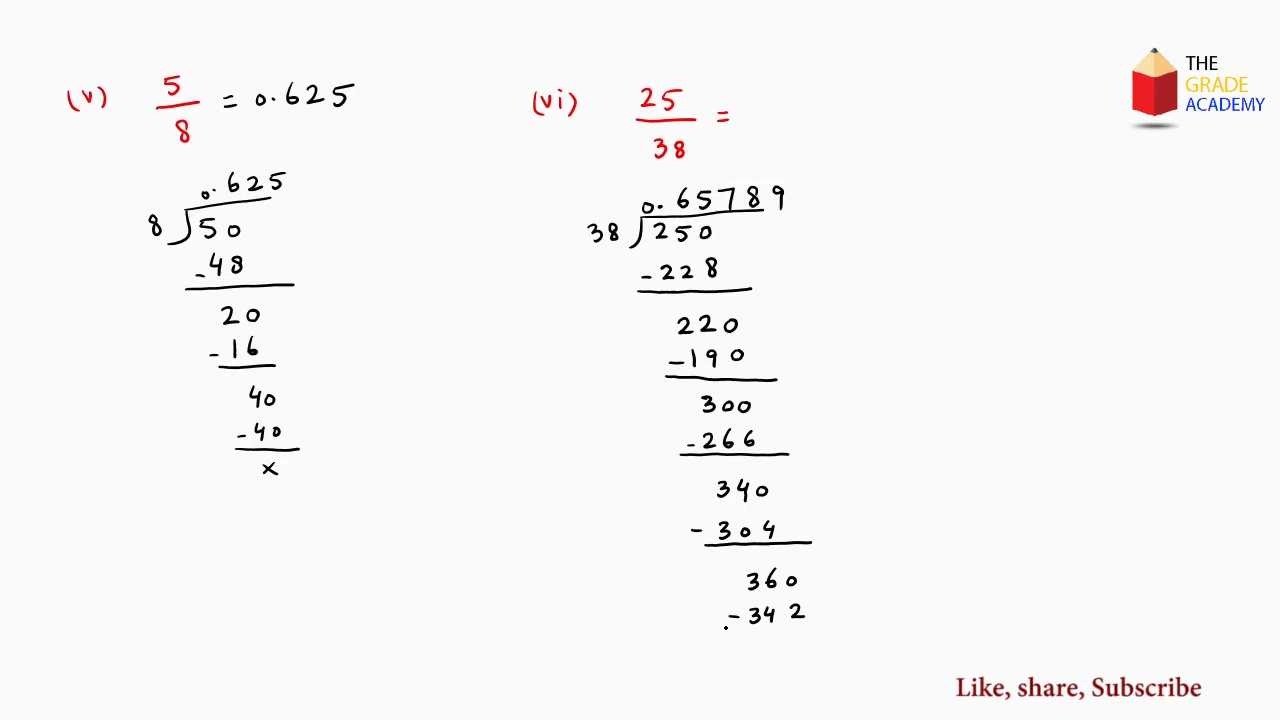 (v) 5/8 = 0.625
0.625
8 50
-48
20
-16
40
-40
x
(vi) 25/38 =
0.65789
38 250
-228
220
-190
300
-266
340
-304
360
-342
THE
GRADE
ACADEMY
Like, share, Subscribe